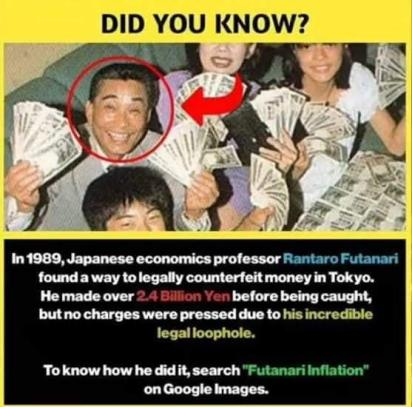 DID YOU KNOW?
In 1989, Japanese economics professor Rantaro Futanari
found a way to legally counterfeit money in Tokyo.
He made over 2.4 Billion Yen before being caught,
but no charges were pressed due to his incredible
legal loophole.
To know how he did it, search "Futanari Inflation"
on Google Images.